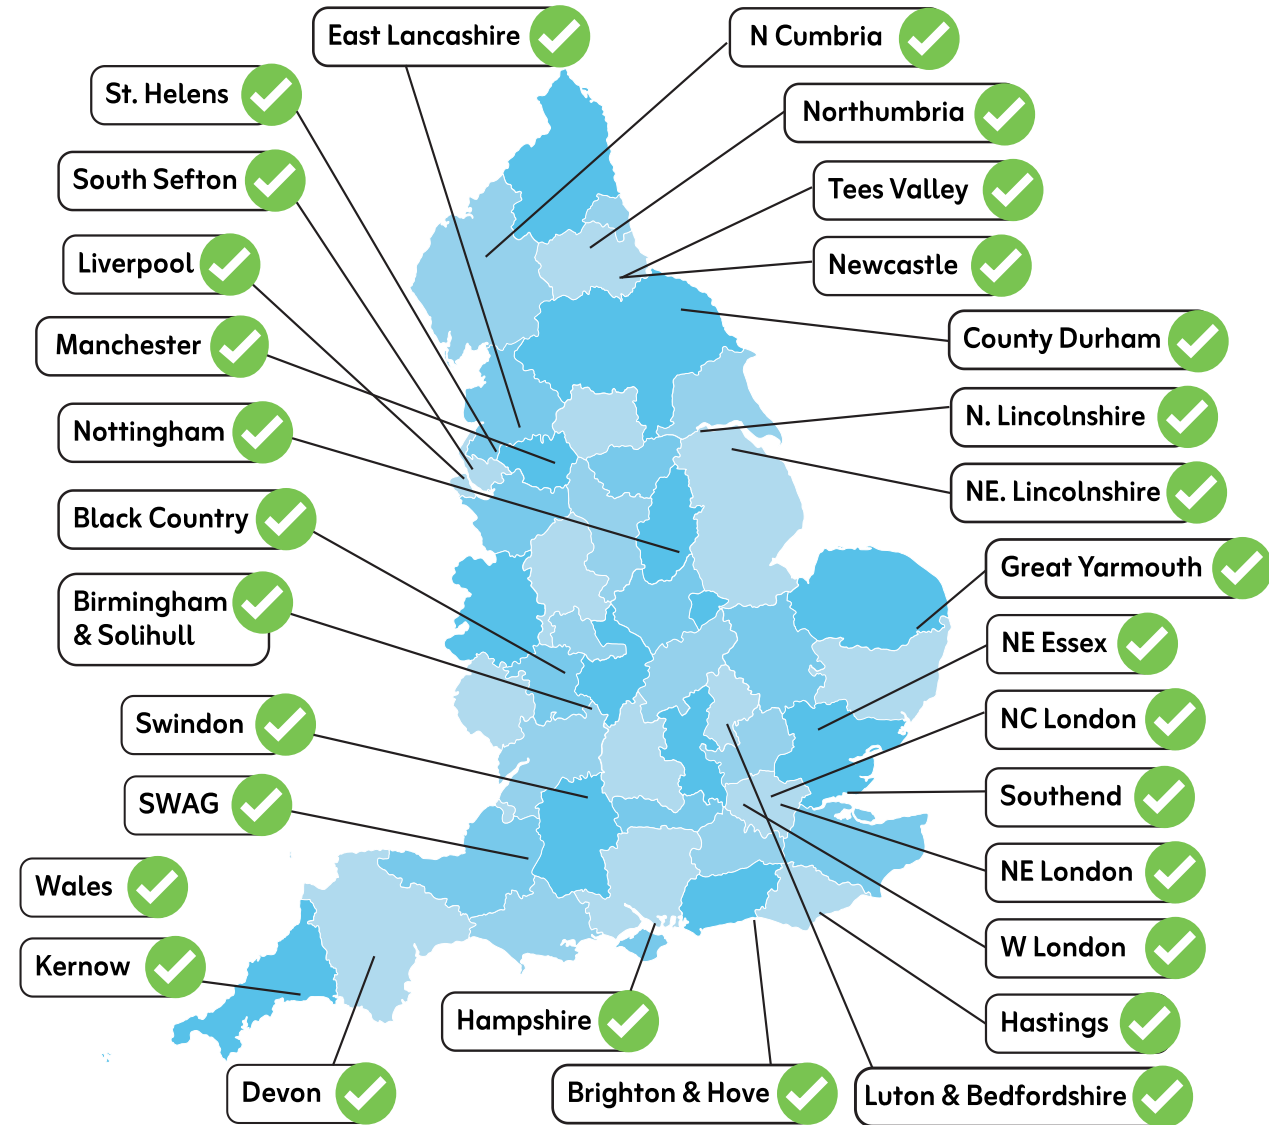 East Lancashire
N Cumbria
St. Helens
Northumbria
South Sefton
Tees Valley
Liverpool
Newcastle
Manchester
County Durham
Nottingham
N. Lincolnshire
Black Country
NE. Lincolnshire
Birmingham
& Solihull
Great Yarmouth
NE Essex
Swindon
NC London
SWAG
Southend
Wales
NE London
Kernow
W London
Hampshire
Hastings
Devon
Brighton & Hove
Luton & Bedfordshire